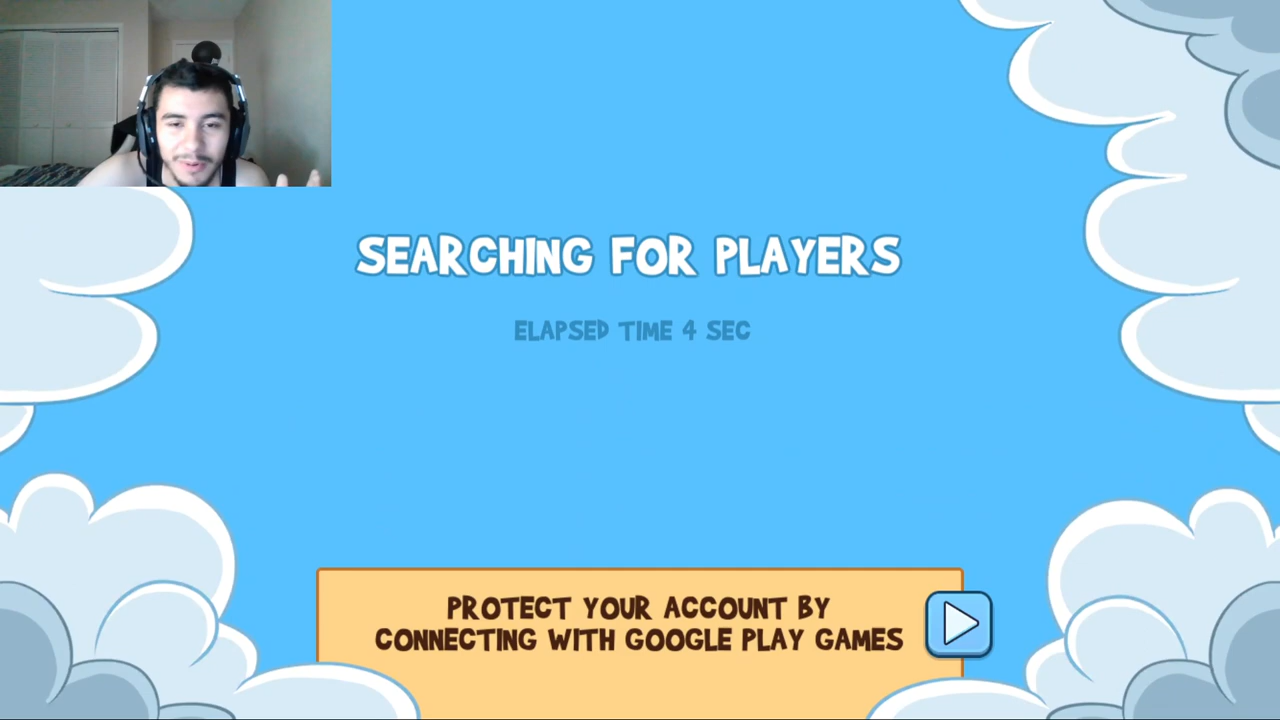 SEARCHING FOR PLAYERS
ELAPSED TIME 4 SEC
PROTECT YOUR ACCOUNT BY
CONNECTING WITH GOOGLE PLAY GAMES